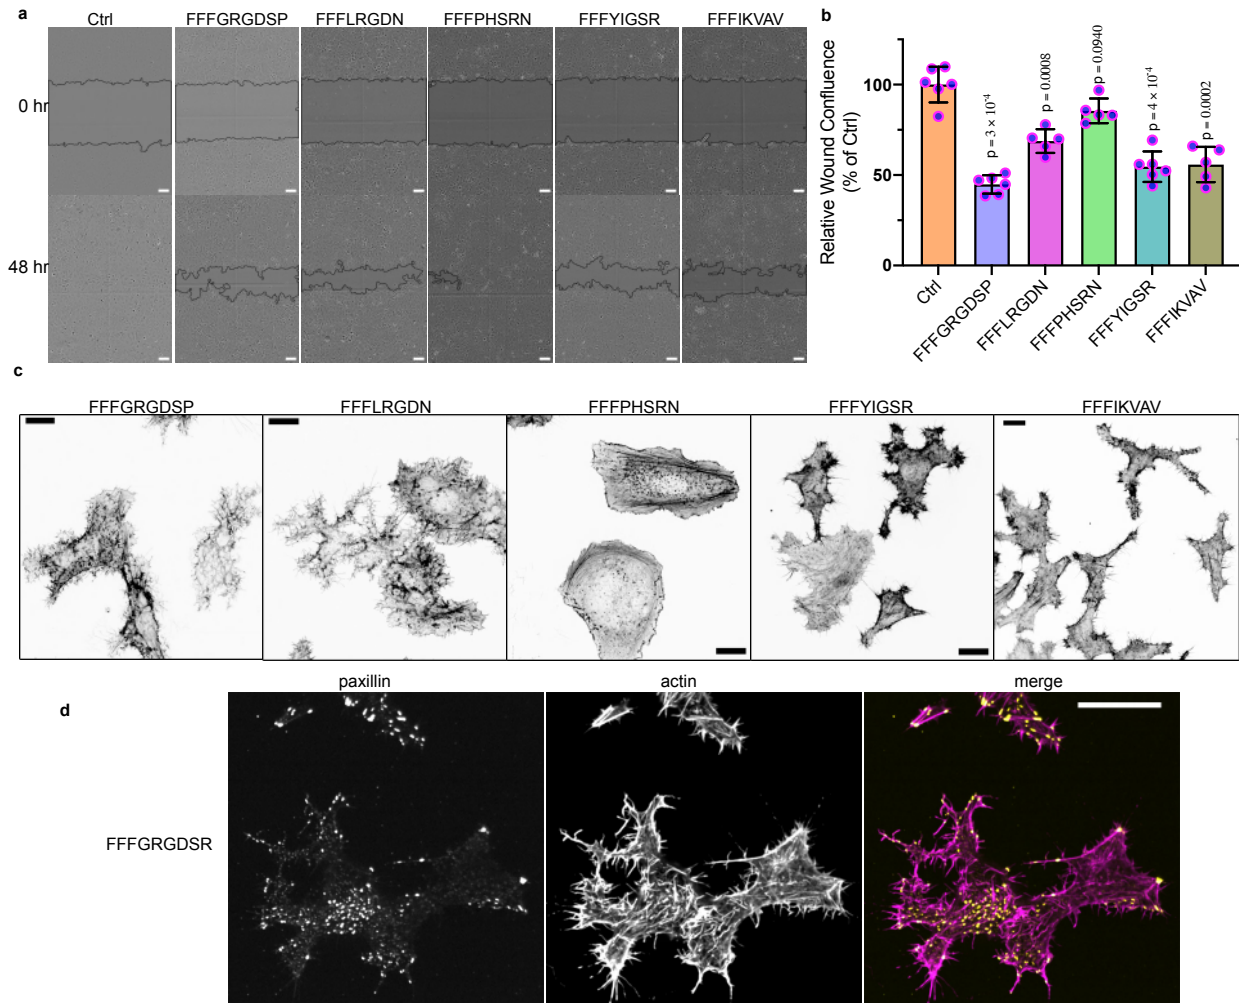 a
Ctrl FFFGRGDSP FFFLRGDN FFFPHSRN FFFYIGSR FFFIKVAV
0 hr
48 hr
b
Relative Wound Confluence
(% of Ctrl)
100
50
0
p = 3 × 10⁻⁴
p = 0.0008
p = 0.0940
p = 4 × 10⁻⁴
p = 0.0002
Ctrl
FFFGRGDSP
FFFLRGDN
FFFPHSRN
FFFYIGSR
FFFIKVAV
c
FFFGRGDSP FFFLRGDN FFFPHSRN FFFYIGSR FFFIKVAV
d
paxillin actin merge
FFFGRGDSR